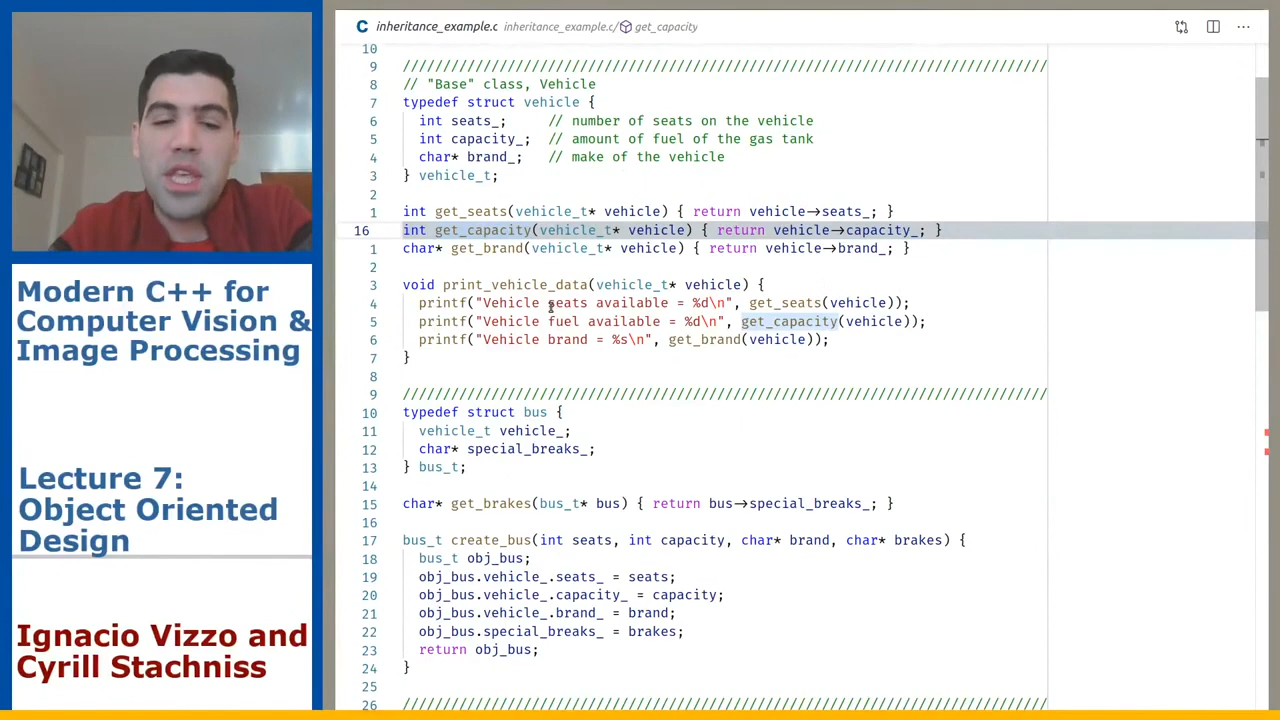 Modern C++ for
Computer Vision &
Image Processing
Lecture 7:
Object Oriented
Design
Ignacio Vizzo and
Cyrill Stachniss
C inheritance_example.c inheritance_example.c/ get_capacity ...
10
9 ////////////////////////////////////////////////////////////////////////////////
8 // "Base" class, Vehicle
7 typedef struct vehicle {
6 int seats_; // number of seats on the vehicle
5 int capacity_; // amount of fuel of the gas tank
4 char* brand_; // make of the vehicle
3 } vehicle_t;
2
1 int get_seats(vehicle_t* vehicle) { return vehicle->seats_; }
16 int get_capacity(vehicle_t* vehicle) { return vehicle->capacity_; }
1 char* get_brand(vehicle_t* vehicle) { return vehicle->brand_; }
2
3 void print_vehicle_data(vehicle_t* vehicle) {
4 printf("Vehicle seats available = %d\n", get_seats(vehicle));
5 printf("Vehicle fuel available = %d\n", get_capacity(vehicle));
6 printf("Vehicle brand = %s\n", get_brand(vehicle));
7 }
8
9 ////////////////////////////////////////////////////////////////////////////////
10 typedef struct bus {
11 vehicle_t vehicle_;
12 char* special_breaks_;
13 } bus_t;
14
15 char* get_brakes(bus_t* bus) { return bus->special_breaks_; }
16
17 bus_t create_bus(int seats, int capacity, char* brand, char* brakes) {
18 bus_t obj_bus;
19 obj_bus.vehicle_.seats_ = seats;
20 obj_bus.vehicle_.capacity_ = capacity;
21 obj_bus.vehicle_.brand_ = brand;
22 obj_bus.special_breaks_ = brakes;
23 return obj_bus;
24 }
25
26 ////////////////////////////////////////////////////////////////////////////////